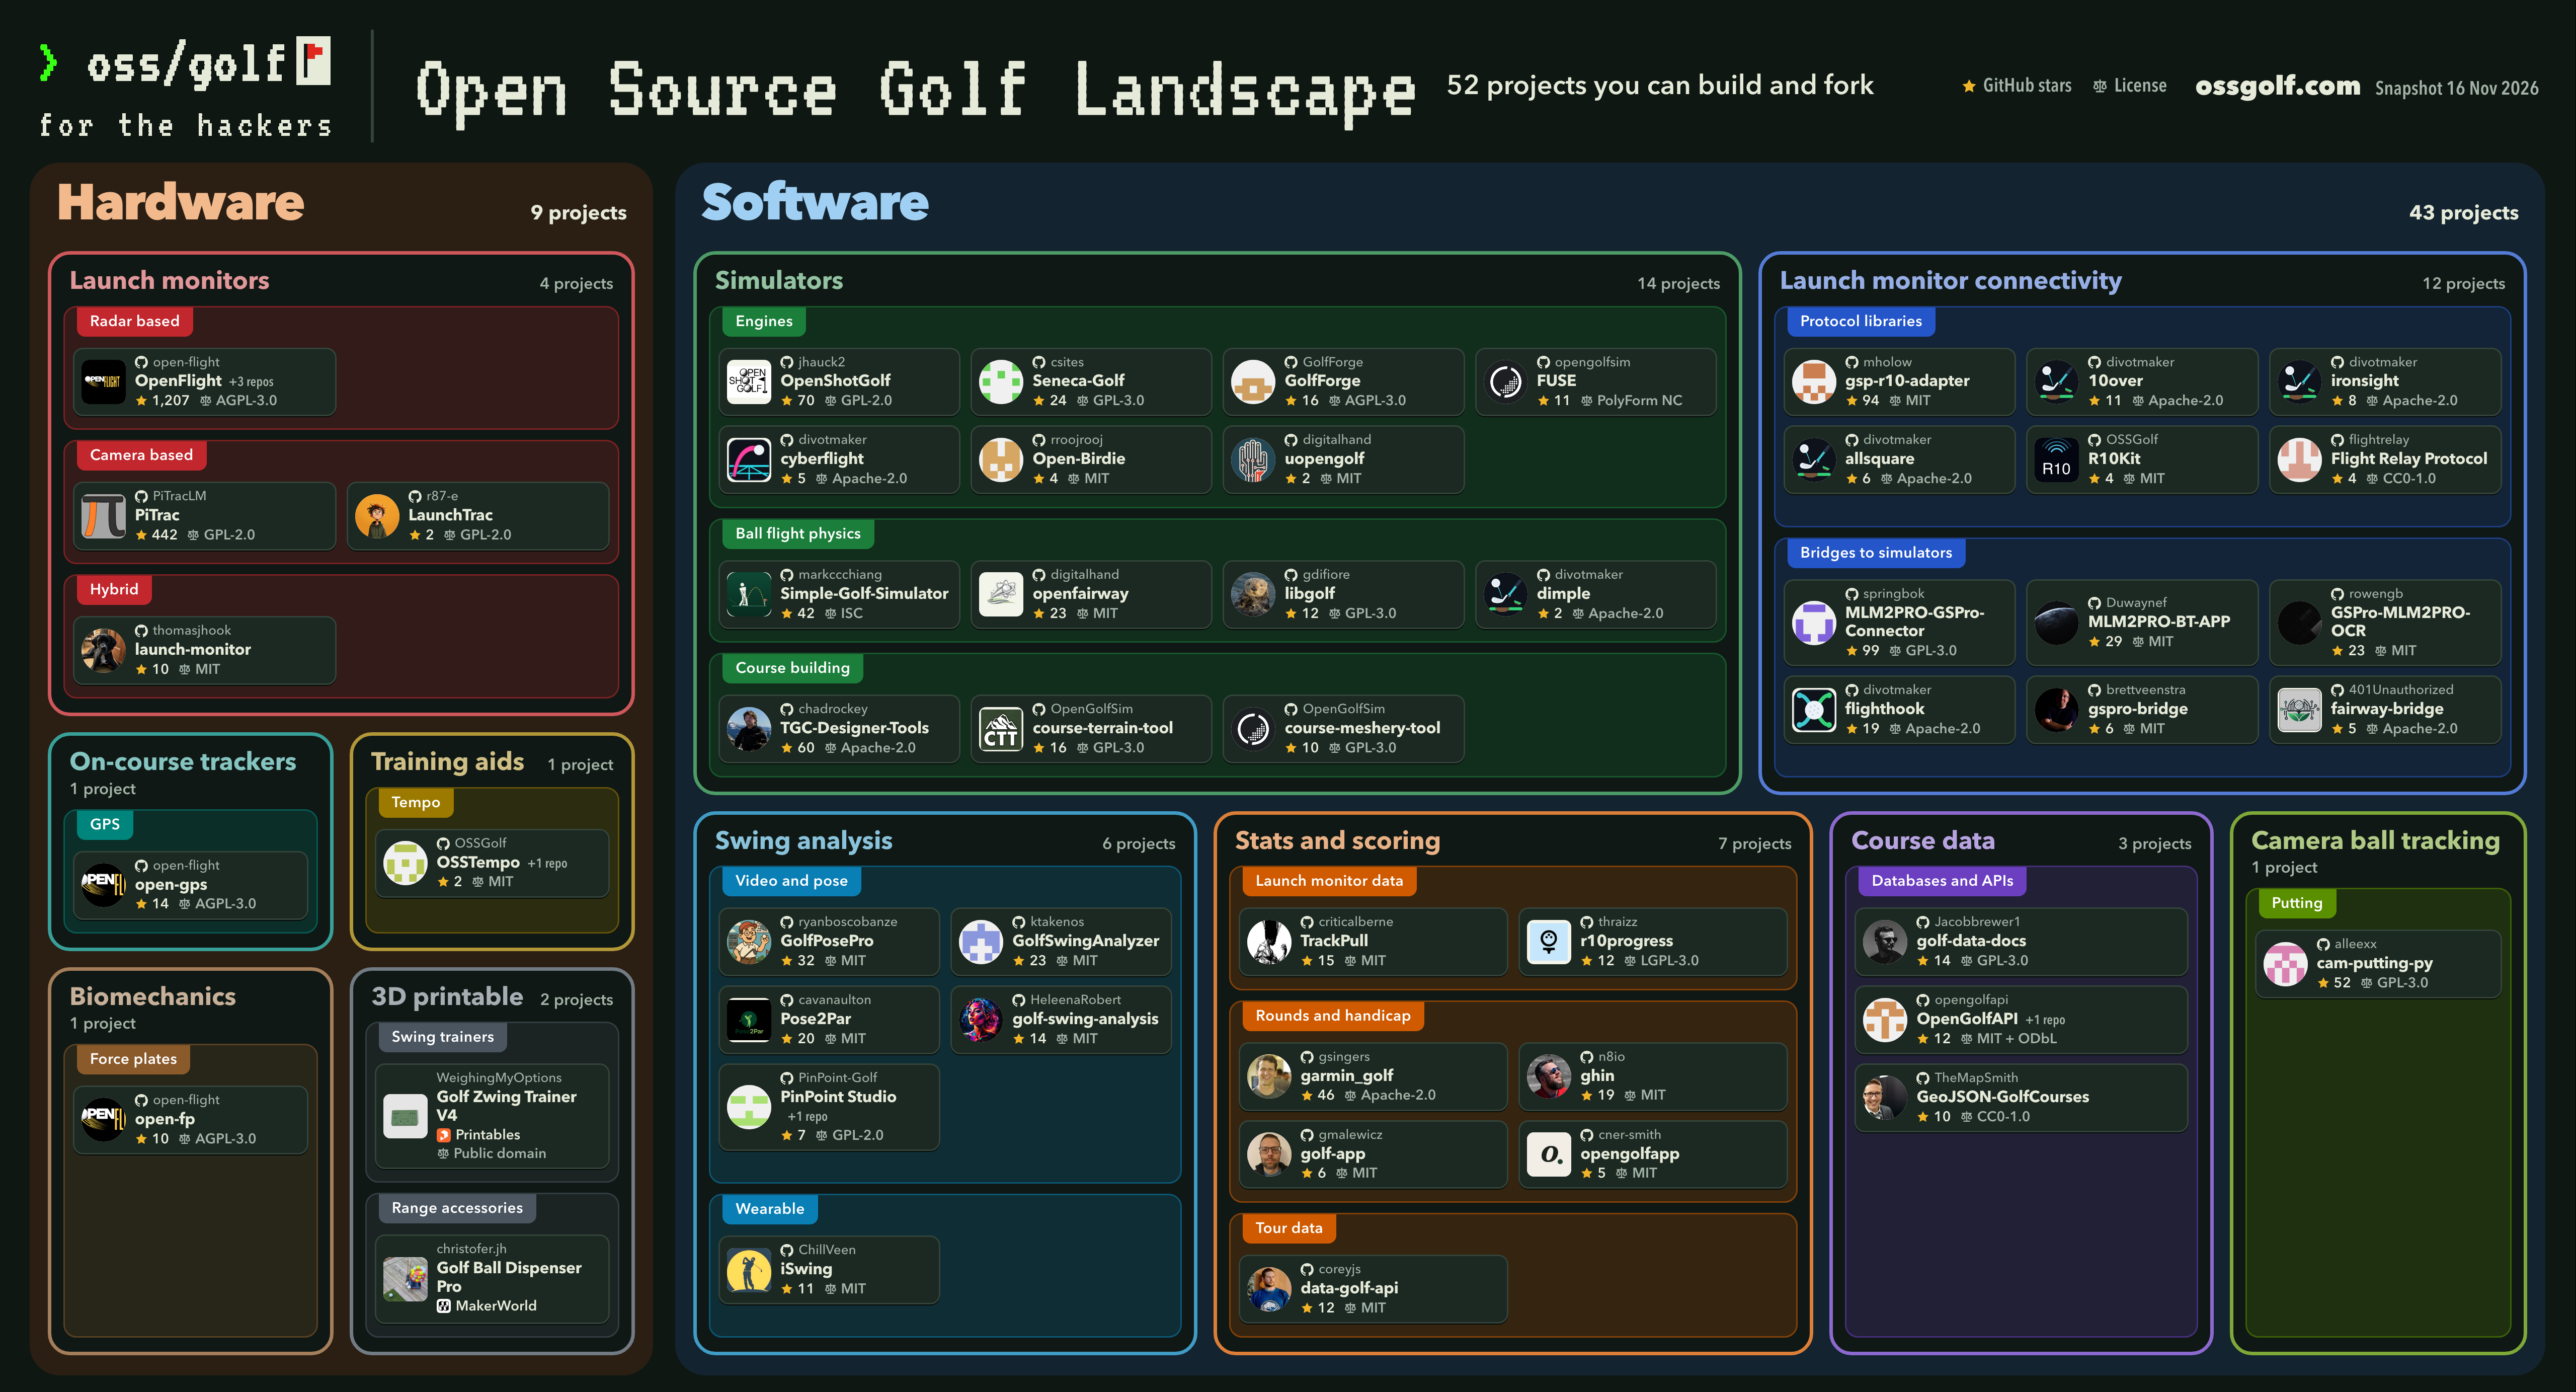 ❯ oss/golf
for the hackers
Open Source Golf Landscape
52 projects you can build and fork
★ GitHub stars
License
ossgolf.com
Snapshot 16 Nov 2026
Hardware
9 projects
Launch monitors
4 projects
Radar based
OPENFLIGHT
open-flight
OpenFlight +3 repos
★ 1,207 AGPL-3.0
Camera based
PiTracLM
PiTrac
★ 442 GPL-2.0
r87-e
LaunchTrac
★ 2 GPL-2.0
Hybrid
thomasjhook
launch-monitor
★ 10 MIT
On-course trackers
1 project
GPS
open-flight
open-gps
★ 14 AGPL-3.0
Training aids
1 project
Tempo
OSSGolf
OSSTempo +1 repo
★ 2 MIT
Biomechanics
1 project
Force plates
open-flight
open-fp
★ 10 AGPL-3.0
3D printable
2 projects
Swing trainers
WeighingMyOptions
Golf Zwing Trainer
V4
Printables
Public domain
Range accessories
christofer.jh
Golf Ball Dispenser
Pro
MakerWorld
Software
43 projects
Simulators
14 projects
Engines
OPEN
SHOT
GOLF
jhauck2
OpenShotGolf
★ 70 GPL-2.0
csites
Seneca-Golf
★ 24 GPL-3.0
GolfForge
GolfForge
★ 16 AGPL-3.0
opengolfsim
FUSE
★ 11 PolyForm NC
divotmaker
cyberflight
★ 5 Apache-2.0
rroojrooj
Open-Birdie
★ 4 MIT
digitalhand
uopengolf
★ 2 MIT
Ball flight physics
markccchiang
Simple-Golf-Simulator
★ 42 ISC
digitalhand
openfairway
★ 23 MIT
gdifiore
libgolf
★ 12 GPL-3.0
divotmaker
dimple
★ 2 Apache-2.0
Course building
chadrockey
TGC-Designer-Tools
★ 60 Apache-2.0
CTT
OpenGolfSim
course-terrain-tool
★ 16 GPL-3.0
OpenGolfSim
course-meshery-tool
★ 10 GPL-3.0
Launch monitor connectivity
12 projects
Protocol libraries
mholow
gsp-r10-adapter
★ 94 MIT
divotmaker
10over
★ 11 Apache-2.0
divotmaker
ironsight
★ 8 Apache-2.0
divotmaker
allsquare
★ 6 Apache-2.0
R10
OSSGolf
R10Kit
★ 4 MIT
flightrelay
Flight Relay Protocol
★ 4 CC0-1.0
Bridges to simulators
springbok
MLM2PRO-GSPro-
Connector
★ 99 GPL-3.0
Duwaynef
MLM2PRO-BT-APP
★ 29 MIT
rowengb
GSPro-MLM2PRO-
OCR
★ 23 MIT
divotmaker
flighthook
★ 19 Apache-2.0
brettveenstra
gspro-bridge
★ 6 MIT
401Unauthorized
fairway-bridge
★ 5 Apache-2.0
Swing analysis
6 projects
Video and pose
ryanboscobanze
GolfPosePro
★ 32 MIT
ktakenos
GolfSwingAnalyzer
★ 23 MIT
Pose2Par
cavanaulton
Pose2Par
★ 20 MIT
HeleenaRobert
golf-swing-analysis
★ 14 MIT
PinPoint-Golf
PinPoint Studio
+1 repo
★ 7 GPL-2.0
Wearable
ChillVeen
iSwing
★ 11 MIT
Stats and scoring
7 projects
Launch monitor data
criticalberne
TrackPull
★ 15 MIT
thraizz
r10progress
★ 12 LGPL-3.0
Rounds and handicap
gsingers
garmin_golf
★ 46 Apache-2.0
n8io
ghin
★ 19 MIT
gmalewicz
golf-app
★ 6 MIT
o.
cner-smith
opengolfapp
★ 5 MIT
Tour data
coreyjs
data-golf-api
★ 12 MIT
Course data
3 projects
Databases and APIs
Jacobbrewer1
golf-data-docs
★ 14 GPL-3.0
opengolfapi
OpenGolfAPI +1 repo
★ 12 MIT + ODbL
TheMapSmith
GeoJSON-GolfCourses
★ 10 CC0-1.0
Camera ball tracking
1 project
Putting
alleexx
cam-putting-py
★ 52 GPL-3.0